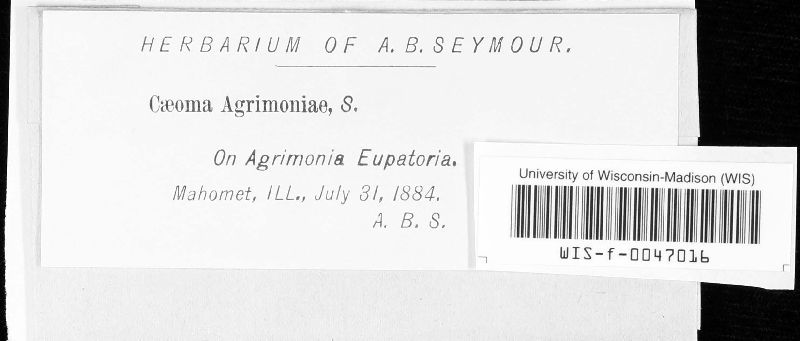 HERBARIUM OF A. B. SEYMOUR.
Cæoma Agrimoniae, S.
On Agrimonia Eupatoria.
Mahomet, ILL., July 31, 1884.
A. B. S.
University of Wisconsin-Madison (WIS)
WIS-f-0047016